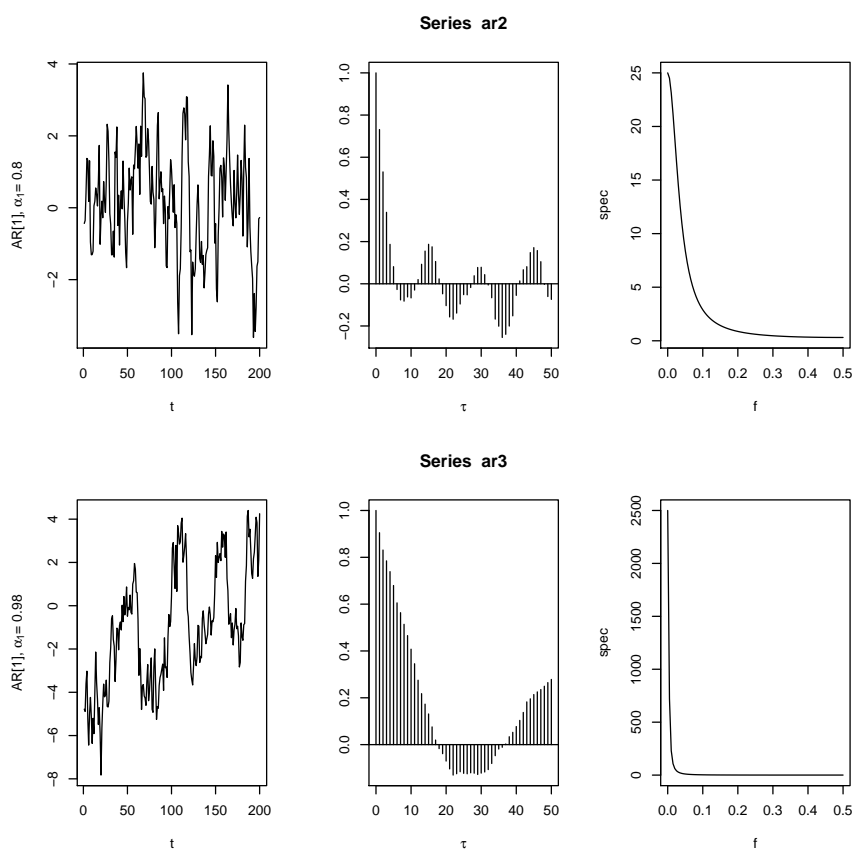 Series ar2
AR[1], α1= 0.8
−2 0 2 4
0 50 100 150 200
t
−0.2 0.0 0.2 0.4 0.6 0.8 1.0
0 10 20 30 40 50
τ
spec
0 5 10 15 20 25
0.0 0.1 0.2 0.3 0.4 0.5
f
Series ar3
AR[1], α1= 0.98
−8 −6 −4 −2 0 2 4
0 50 100 150 200
t
0.0 0.2 0.4 0.6 0.8 1.0
0 10 20 30 40 50
τ
spec
0 500 1000 1500 2000 2500
0.0 0.1 0.2 0.3 0.4 0.5
f